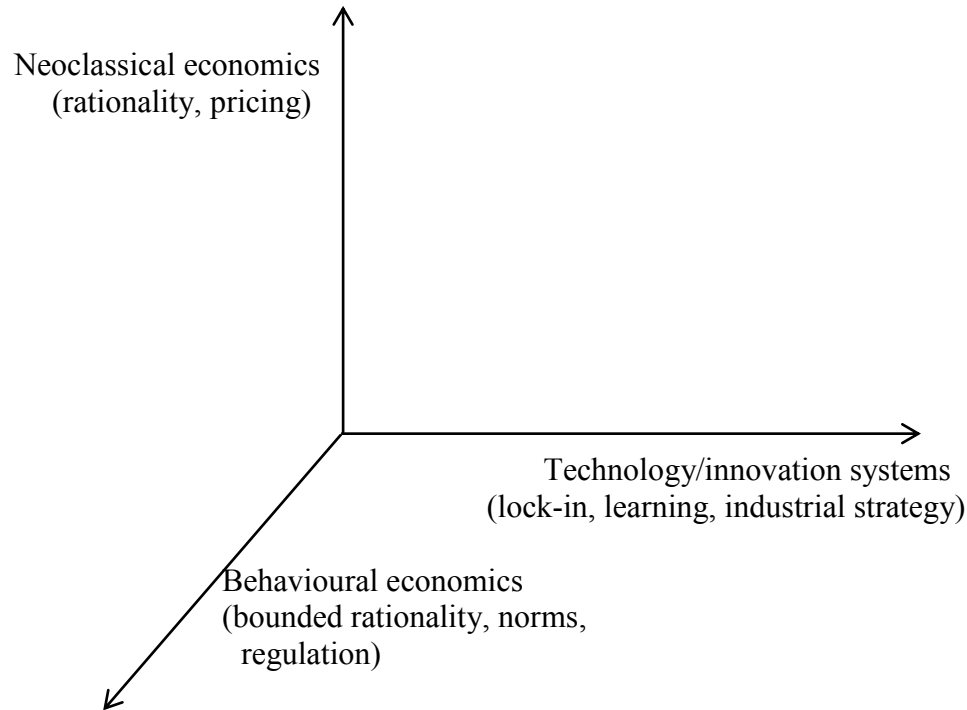 Neoclassical economics
(rationality, pricing)
Technology/innovation systems
(lock-in, learning, industrial strategy)
Behavioural economics
(bounded rationality, norms,
regulation)